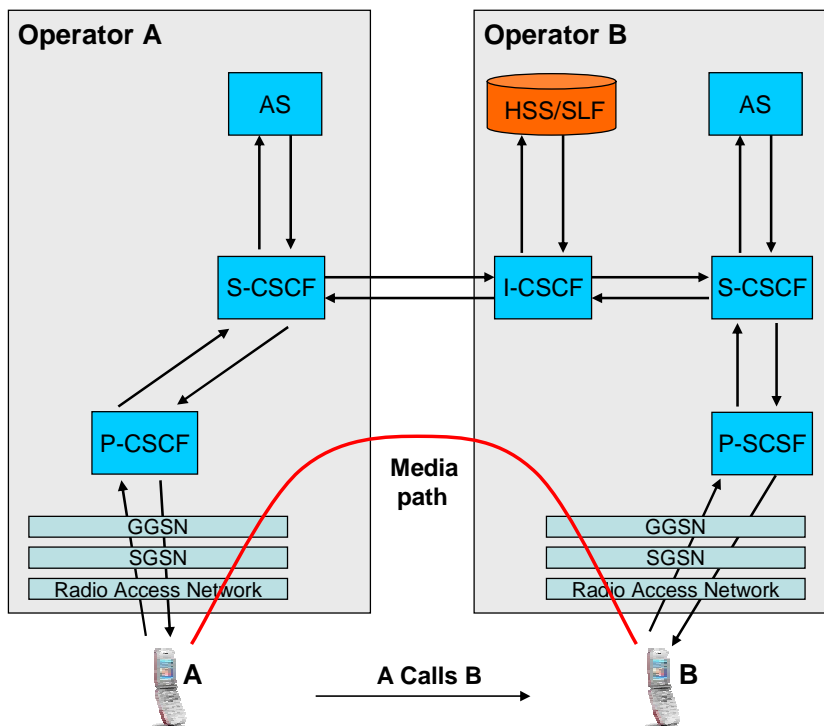 Operator A
Operator B
AS
HSS/SLF
AS
S-CSCF
I-CSCF
S-CSCF
P-CSCF
P-SCSF
Media
path
GGSN
GGSN
SGSN
SGSN
Radio Access Network
Radio Access Network
A
A Calls B
B